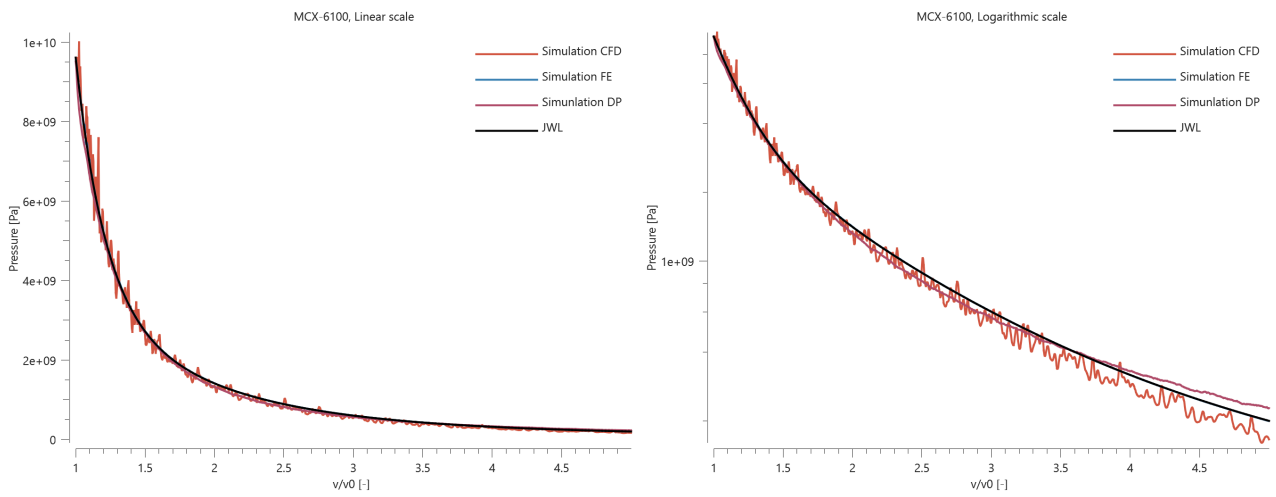 MCX-6100, Linear scale
1e+10
8e+09
6e+09
4e+09
2e+09
0
Pressure [Pa]
Simulation CFD
Simulation FE
Simunlation DP
JWL
1
1.5
2
2.5
3
3.5
4
4.5
v/v0 [-]
MCX-6100, Logarithmic scale
1e+09
Pressure [Pa]
Simulation CFD
Simulation FE
Simunlation DP
JWL
1
1.5
2
2.5
3
3.5
4
4.5
v/v0 [-]